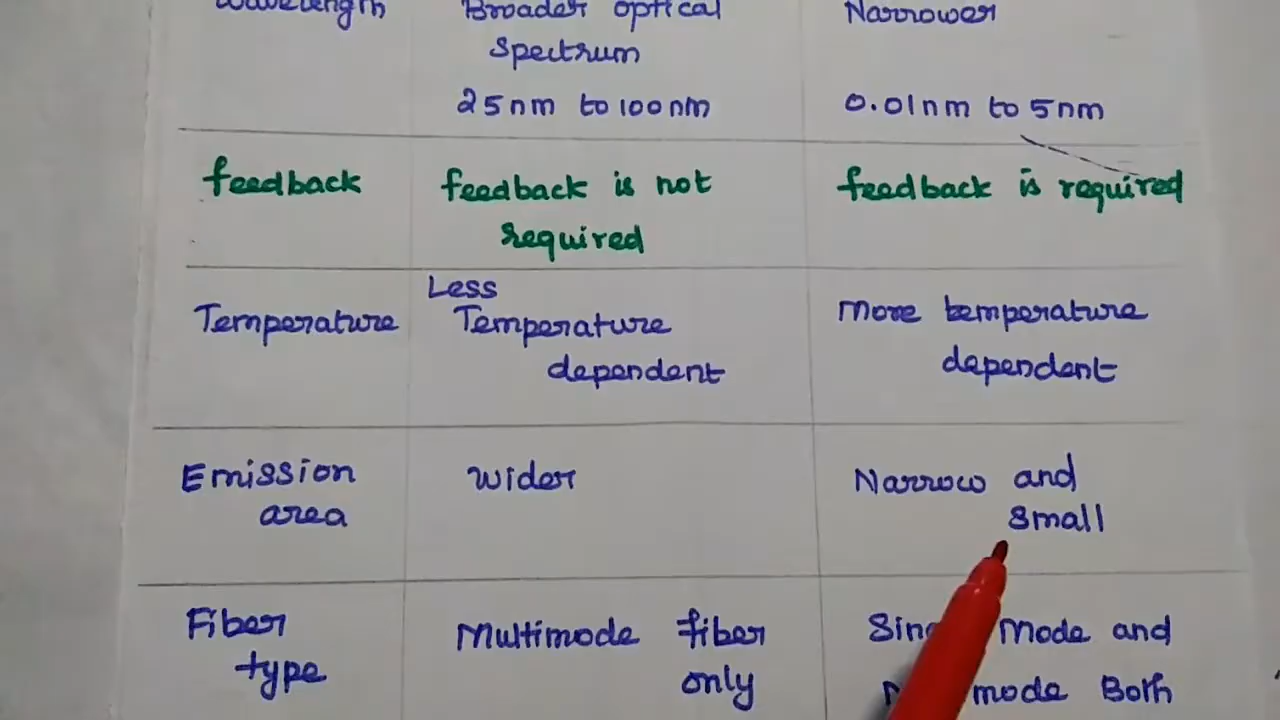 Wavelength Broader optical Narrower
Spectrum
25nm to 100nm 0.01nm to 5nm
feedback feedback is not feedback is required
required
Less
Temperature Temperature More temperature
dependent dependent
Emission Wider Narrow and
area small
Fiber Multimode fiber Mode and
type only mode Both